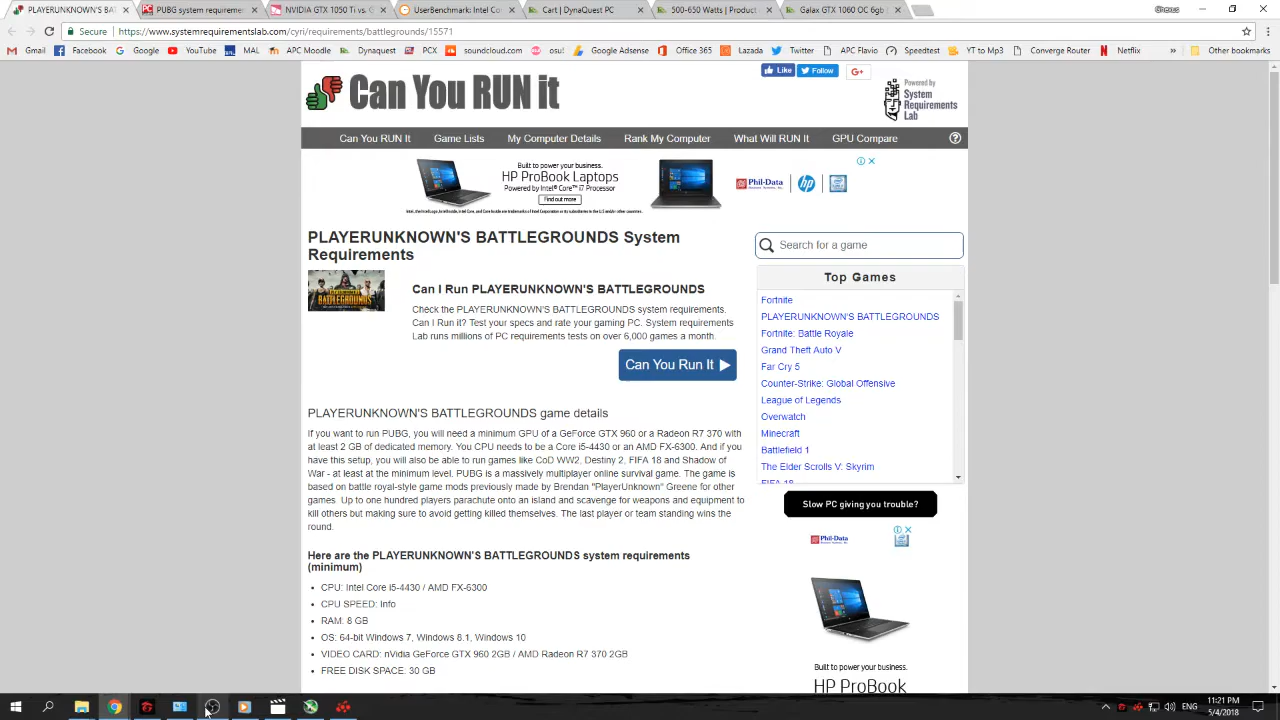 PLAYERUNKNOWN'S BAT
PUBG system requirement
NVIDIA GTX 1050 Ti vs G
UserBenchmark Intel Co
Cart | DynaQuest PC
500-650 Watts | Product
Galax GTX 1060 OC 6gb
Secure
https://www.systemrequirementslab.com/cyri/requirements/battlegrounds/15571
Gmail
Facebook
Google
YouTube
MAL
APC Moodle
Dynaquest
PCX
soundcloud.com
osu!
Google Adsense
Office 365
Lazada
Twitter
APC Flavio
Speedtest
YT to Mp3
Converge Router
Netflix
»
Other bookmarks
Like
Follow
G+
Can You RUN it
Powered by
System
Requirements
Lab
Can You RUN It
Game Lists
My Computer Details
Rank My Computer
What Will RUN It
GPU Compare
Built to power your business.
HP ProBook Laptops
Powered by Intel® Core™ i7 Processor
Find out more
Phil-Data
hp
PLAYERUNKNOWN'S BATTLEGROUNDS System
Requirements
Search for a game
Top Games
BATTLEGROUNDS
Can I Run PLAYERUNKNOWN'S BATTLEGROUNDS
Check the PLAYERUNKNOWN'S BATTLEGROUNDS system requirements.
Can I Run it? Test your specs and rate your gaming PC. System requirements
Lab runs millions of PC requirements tests on over 6,000 games a month.
Can You Run It
Fortnite
PLAYERUNKNOWN'S BATTLEGROUNDS
Fortnite: Battle Royale
Grand Theft Auto V
Far Cry 5
Counter-Strike: Global Offensive
League of Legends
Overwatch
Minecraft
Battlefield 1
The Elder Scrolls V: Skyrim
FIFA 18
PLAYERUNKNOWN'S BATTLEGROUNDS game details
If you want to run PUBG, you will need a minimum GPU of a GeForce GTX 960 or a Radeon R7 370 with
at least 2 GB of dedicated memory. You CPU needs to be a Core i5-4430 or an AMD FX-6300. And if you
have this setup, you will also be able to run games like CoD WW2, Destiny 2, FIFA 18 and Shadow of
War - at least at the minimum level. PUBG is a massively multiplayer online survival game. The game is
based on battle royal-style game mods previously made by Brendan "PlayerUnknown" Greene for other
games. Up to one hundred players parachute onto an island and scavenge for weapons and equipment to
kill others but making sure to avoid getting killed themselves. The last player or team standing wins the
round.
Slow PC giving you trouble?
Phil-Data
Here are the PLAYERUNKNOWN'S BATTLEGROUNDS system requirements
(minimum)
CPU: Intel Core i5-4430 / AMD FX-6300
CPU SPEED: Info
RAM: 8 GB
OS: 64-bit Windows 7, Windows 8.1, Windows 10
VIDEO CARD: nVidia GeForce GTX 960 2GB / AMD Radeon R7 370 2GB
FREE DISK SPACE: 30 GB
Built to power your business.
HP ProBook
ENG
11:21 PM
5/4/2018